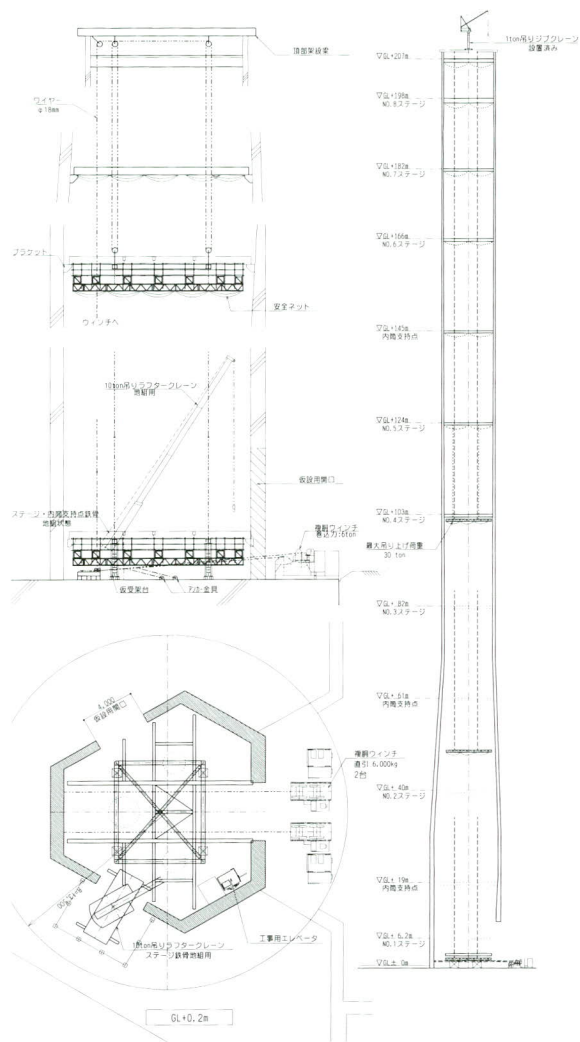 頂部架設梁
ワイヤー
φ18mm
ブラケット
安全ネット
ウィンチへ
10ton吊りラフタークレーン
地組用
ステージ・内筒支持点鉄骨
地組状態
仮設用開口
複胴ウィンチ
巻込力:6ton
仮受架台
アンカー金具
4,000
仮設用開口
複胴ウィンチ
直引 6,000kg
2台
工事用エレベータ
10ton吊りラフタークレーン
ステージ鉄骨地組用
GL+0.2m
1ton吊りジブクレーン
設置済み
▽GL+207m
▽GL+198m
NO.8ステージ
▽GL+182m
NO.7ステージ
▽GL+166m
NO.6ステージ
▽GL+145m
内筒支持点
▽GL+124m
NO.5ステージ
▽GL+103m
NO.4ステージ
最大吊り上げ荷重
30 ton
▽GL+ 82m
NO.3ステージ
▽GL+ 61m
内筒支持点
▽GL+ 40m
NO.2ステージ
▽GL+ 19m
内筒支持点
▽GL+ 6.2m
NO.1ステージ
▽GL± 0m